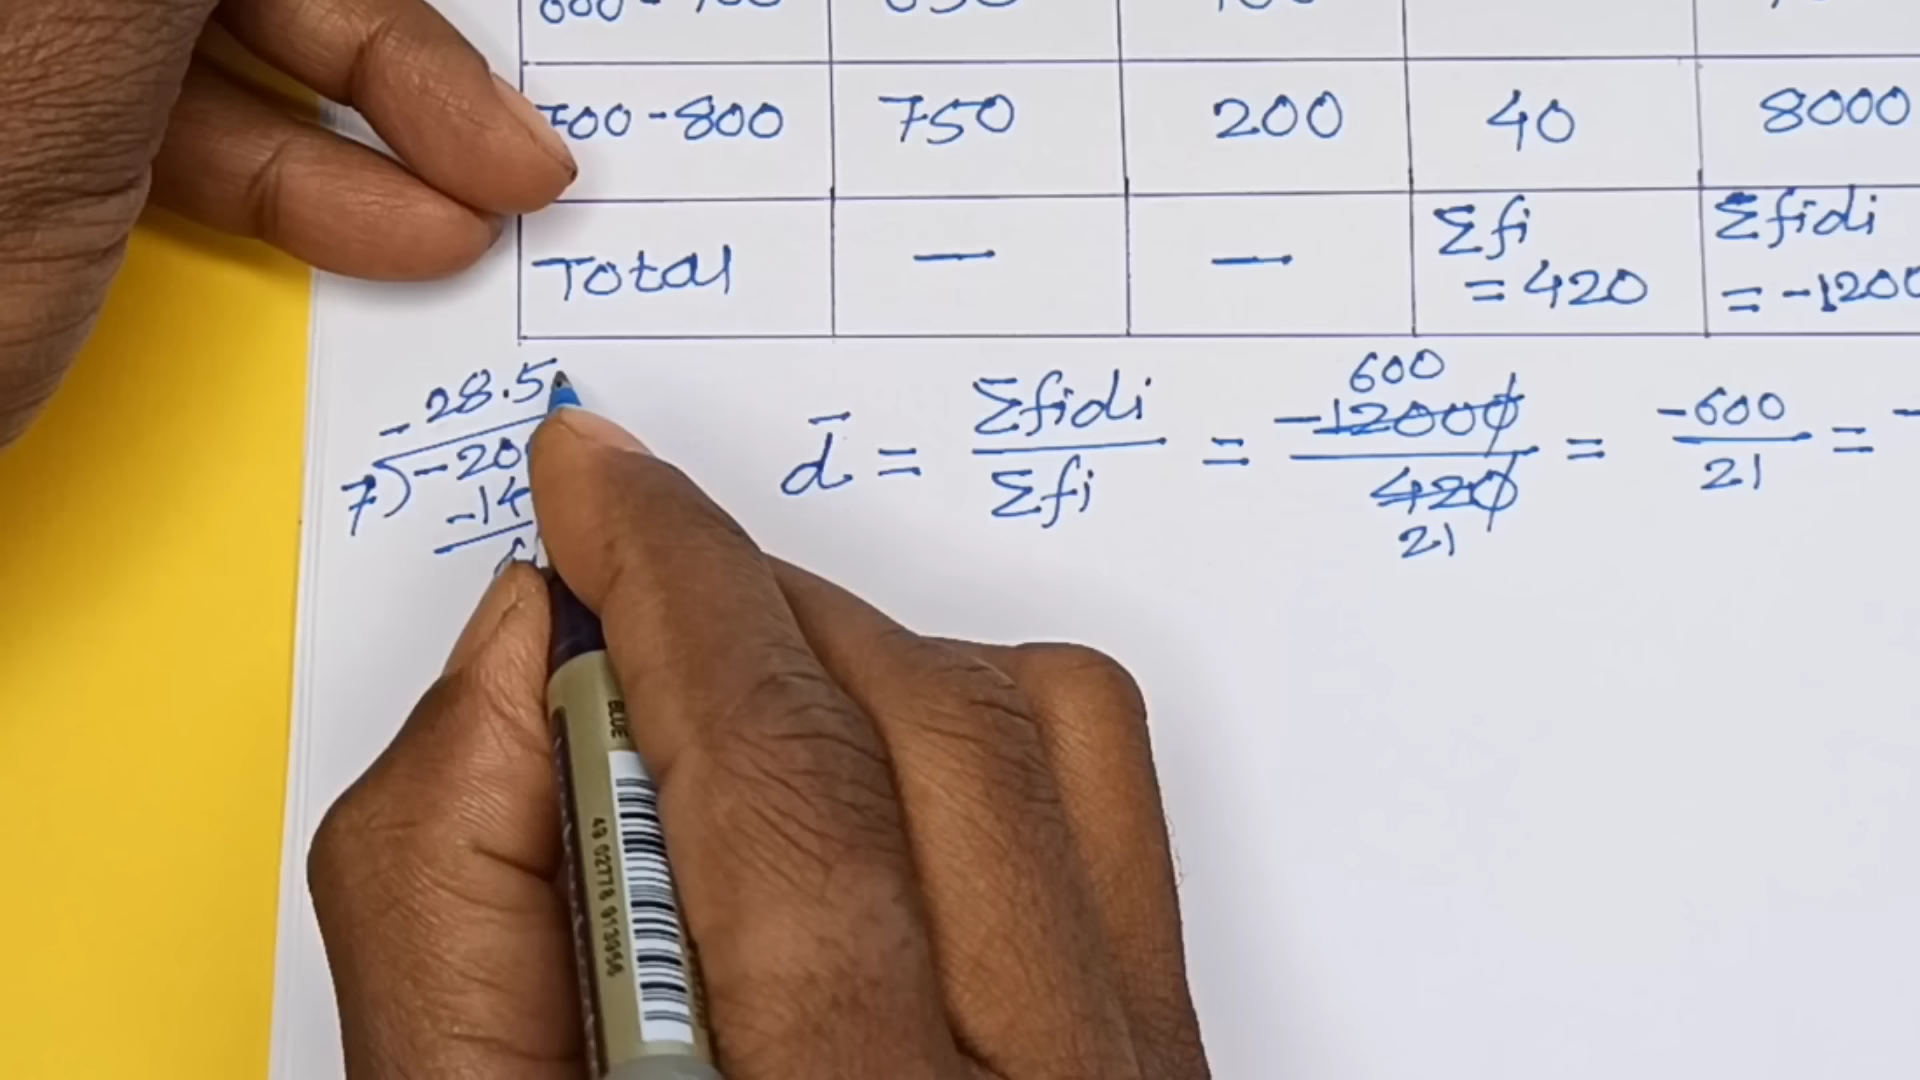 700-800 750 200 40 8000
Total — — Σfi = 420 Σfidi = -1200
-28.5
7) -20
-14
d̄ = Σfidi / Σfi = -12000 / 420 = -600 / 21 =
600
21
BLUE